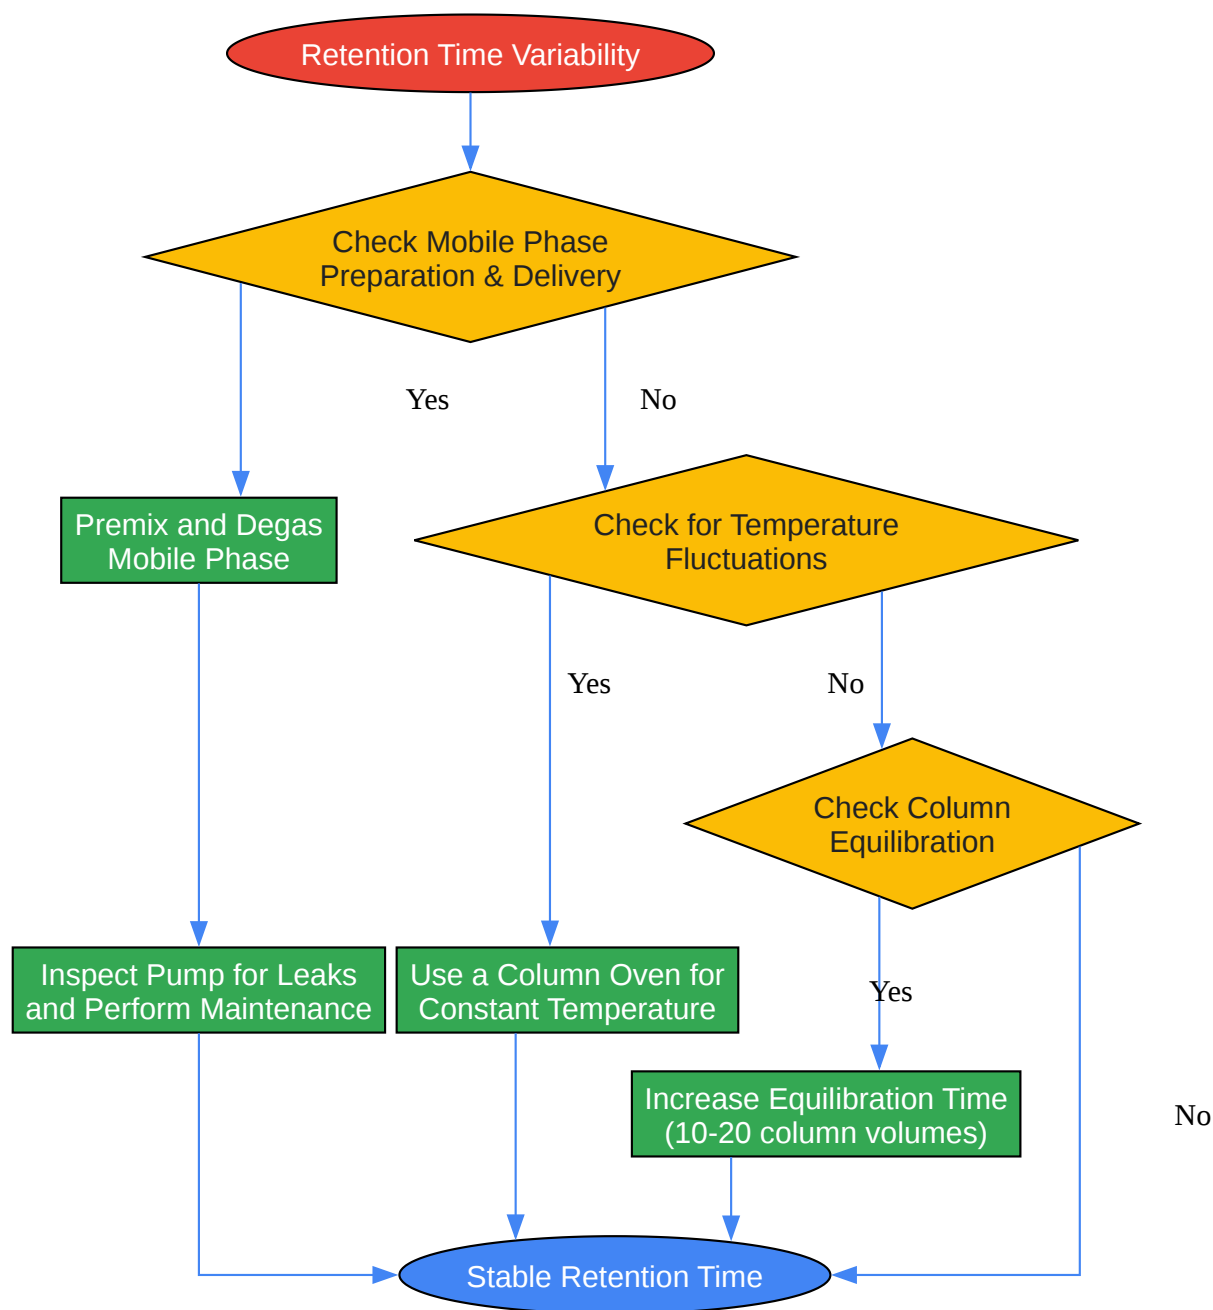 Retention Time Variability
Check Mobile Phase
Preparation & Delivery
Yes
No
Premix and Degas
Mobile Phase
Check for Temperature
Fluctuations
Yes
No
Check Column
Equilibration
Inspect Pump for Leaks
and Perform Maintenance
Use a Column Oven for
Constant Temperature
Yes
Increase Equilibration Time
(10-20 column volumes)
No
Stable Retention Time